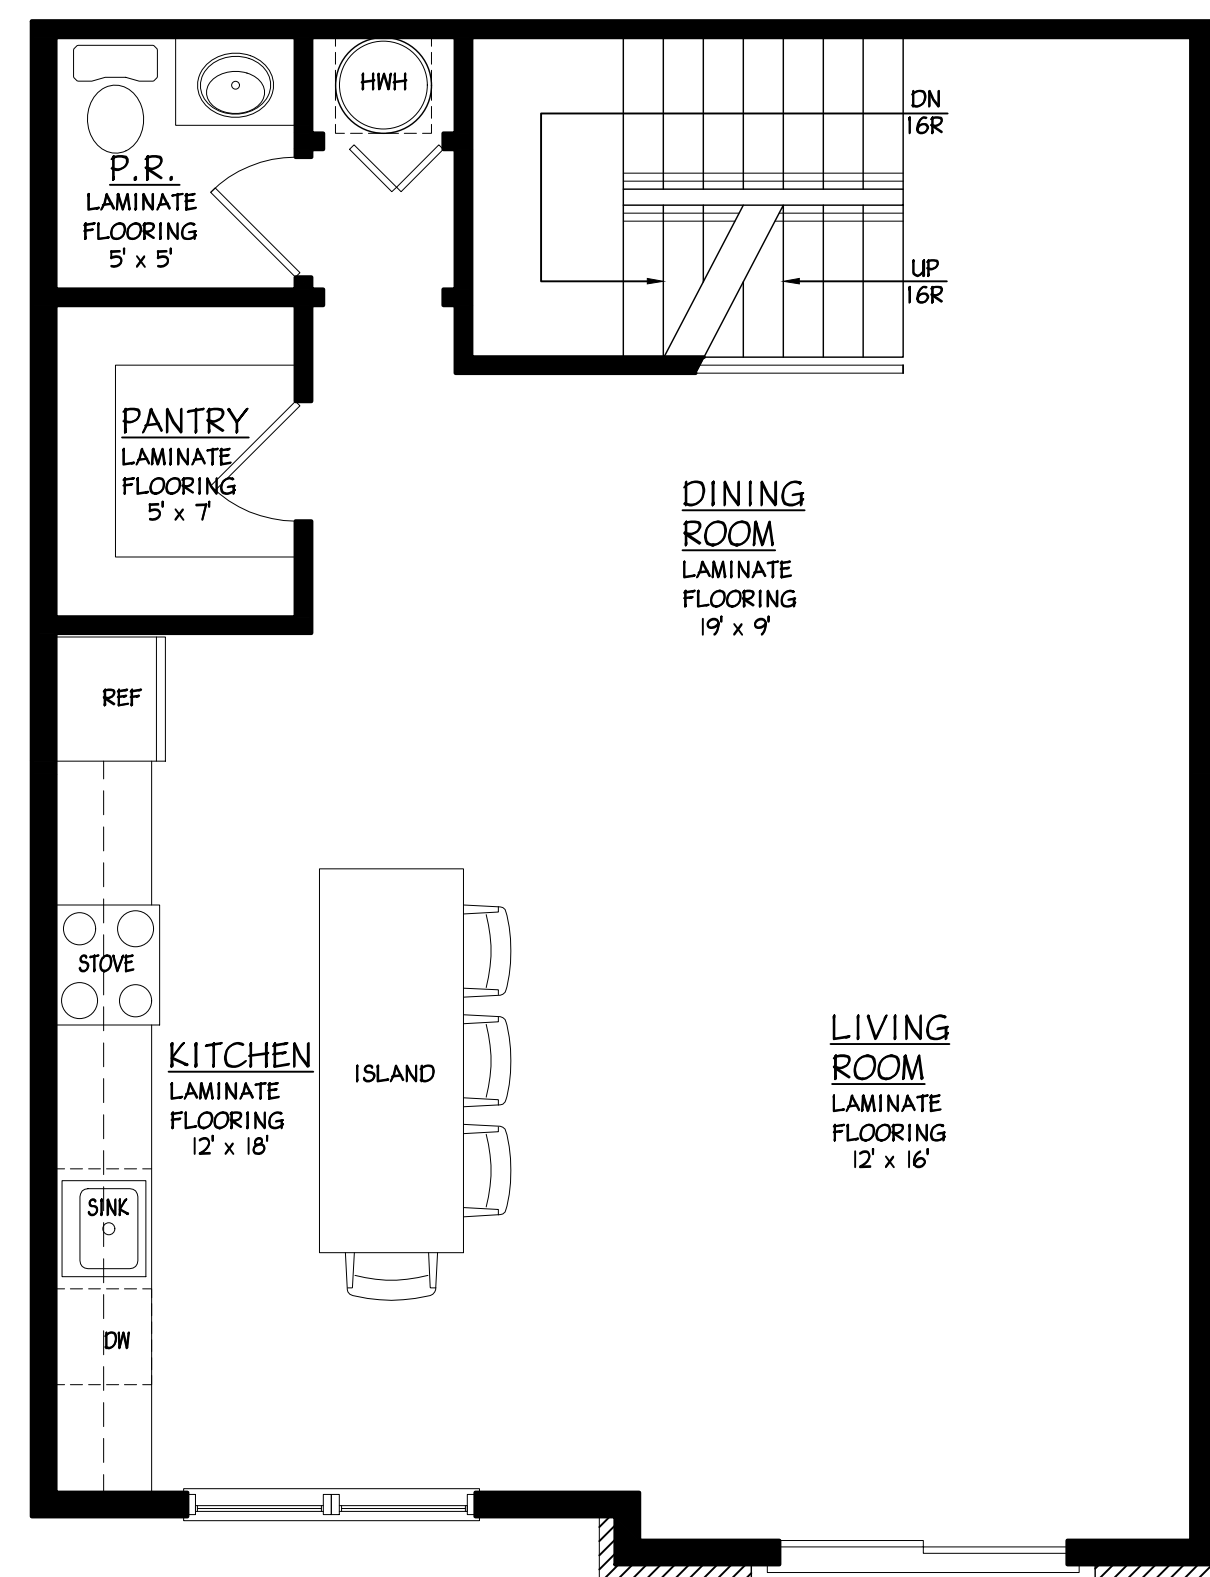 HWH
DN
16R
P.R.
LAMINATE
FLOORING
5' x 5'
UP
16R
PANTRY
LAMINATE
FLOORING
5' x 7'
DINING
ROOM
LAMINATE
FLOORING
19' x 9'
REF
STOVE
KITCHEN
LAMINATE
FLOORING
12' x 18'
ISLAND
LIVING
ROOM
LAMINATE
FLOORING
12' x 16'
SINK
DW